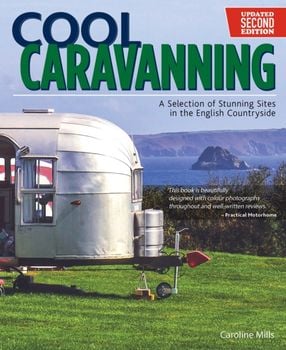 COOL
CARAVANNING
UPDATED
SECOND
EDITION
A Selection of Stunning Sites
in the English Countryside
'This book is beautifully
designed with colour photographs
throughout and well-written reviews.'
– Practical Motorhome
Caroline Mills